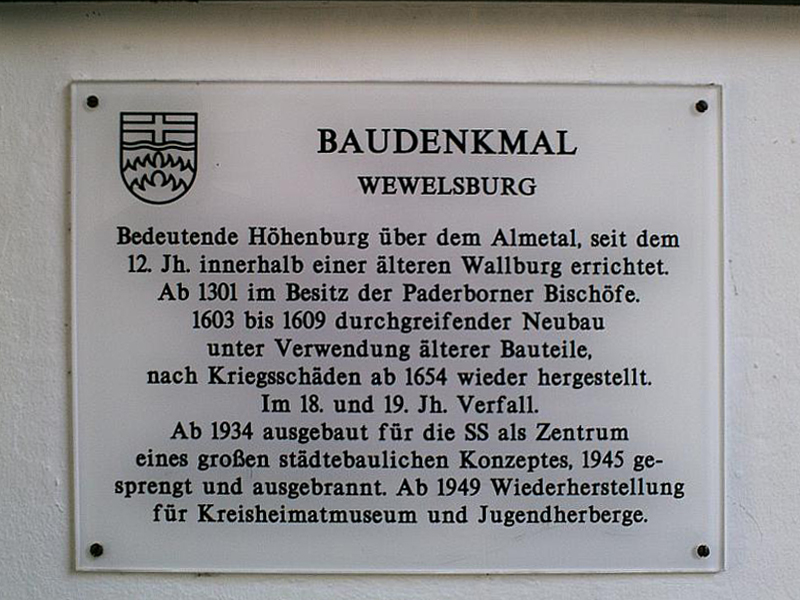 BAUDENKMAL
WEWELSBURG
Bedeutende Höhenburg über dem Almetal, seit dem
12. Jh. innerhalb einer älteren Wallburg errichtet.
Ab 1301 im Besitz der Paderborner Bischöfe.
1603 bis 1609 durchgreifender Neubau
unter Verwendung älterer Bauteile,
nach Kriegsschäden ab 1654 wieder hergestellt.
Im 18. und 19. Jh. Verfall.
Ab 1934 ausgebaut für die SS als Zentrum
eines großen städtebaulichen Konzeptes, 1945 ge-
sprengt und ausgebrannt. Ab 1949 Wiederherstellung
für Kreisheimatmuseum und Jugendherberge.